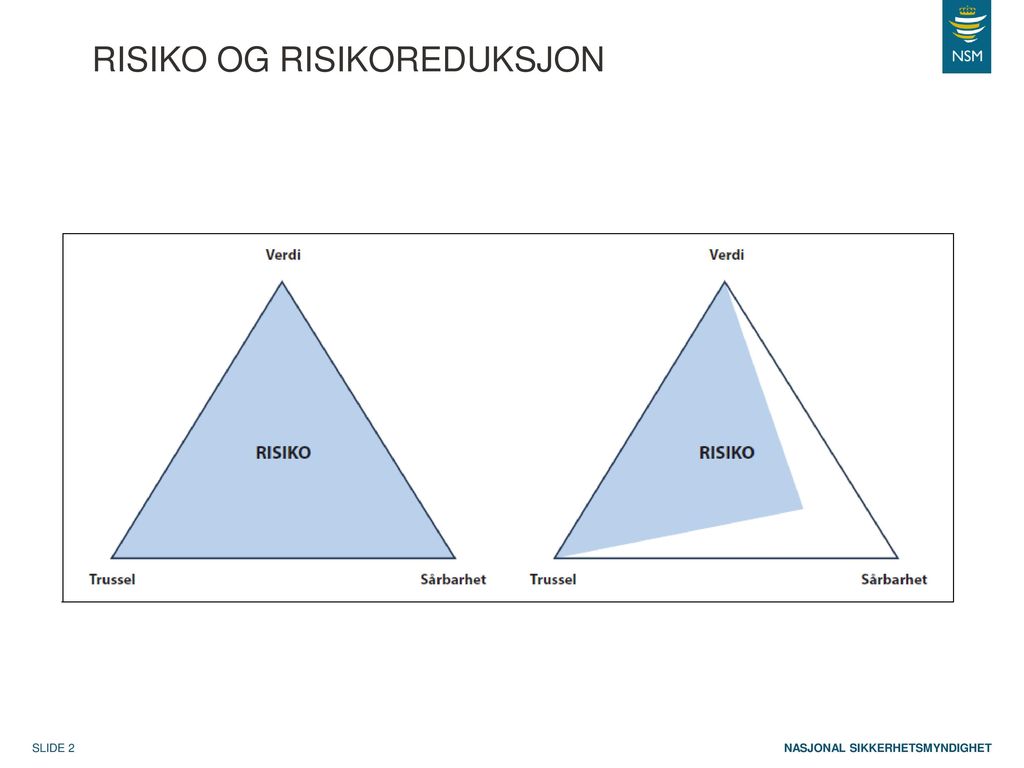 RISIKO OG RISIKOREDUKSJON
NSM
Verdi
RISIKO
Trussel
Sårbarhet
Verdi
RISIKO
Trussel
Sårbarhet
SLIDE 2
NASJONAL SIKKERHETSMYNDIGHET